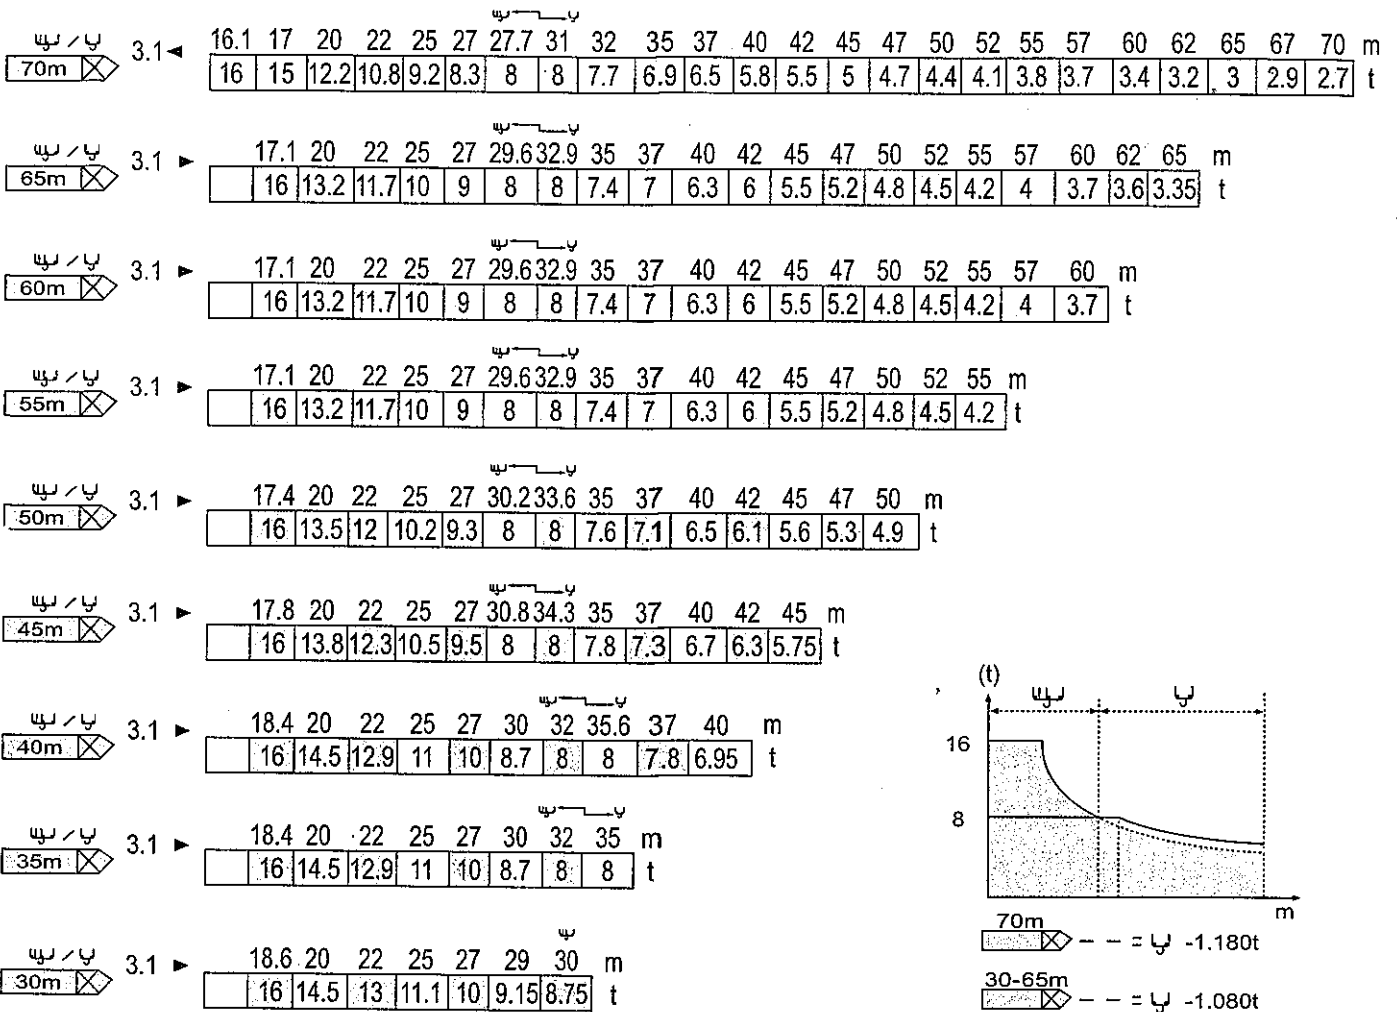 16.1 17 20 22 25 27 27.7 31 32 35 37 40 42 45 47 50 52 55 57 60 62 65 67 70 m
70m 3.1 16 15 12.2 10.8 9.2 8.3 8 8 7.7 6.9 6.5 5.8 5.5 5 4.7 4.4 4.1 3.8 3.7 3.4 3.2 3 2.9 2.7 t
17.1 20 22 25 27 29.6 32.9 35 37 40 42 45 47 50 52 55 57 60 62 65 m
65m 3.1 16 13.2 11.7 10 9 8 8 7.4 7 6.3 6 5.5 5.2 4.8 4.5 4.2 4 3.7 3.6 3.35 t
17.1 20 22 25 27 29.6 32.9 35 37 40 42 45 47 50 52 55 57 60 m
60m 3.1 16 13.2 11.7 10 9 8 8 7.4 7 6.3 6 5.5 5.2 4.8 4.5 4.2 4 3.7 t
17.1 20 22 25 27 29.6 32.9 35 37 40 42 45 47 50 52 55 m
55m 3.1 16 13.2 11.7 10 9 8 8 7.4 7 6.3 6 5.5 5.2 4.8 4.5 4.2 t
17.4 20 22 25 27 30.2 33.6 35 37 40 42 45 47 50 m
50m 3.1 16 13.5 12 10.2 9.3 8 8 7.6 7.1 6.5 6.1 5.6 5.3 4.9 t
17.8 20 22 25 27 30.8 34.3 35 37 40 42 45 m
45m 3.1 16 13.8 12.3 10.5 9.5 8 8 7.8 7.3 6.7 6.3 5.75 t
18.4 20 22 25 27 30 32 35.6 37 40 m
40m 3.1 16 14.5 12.9 11 10 8.7 8 8 7.8 6.95 t
18.4 20 22 25 27 30 32 35 m
35m 3.1 16 14.5 12.9 11 10 8.7 8 8 t
18.6 20 22 25 27 29 30 m
30m 3.1 16 14.5 13 11.1 10 9.15 8.75 t
(t)
16
8
m
70m
-1.180t
30-65m
-1.080t